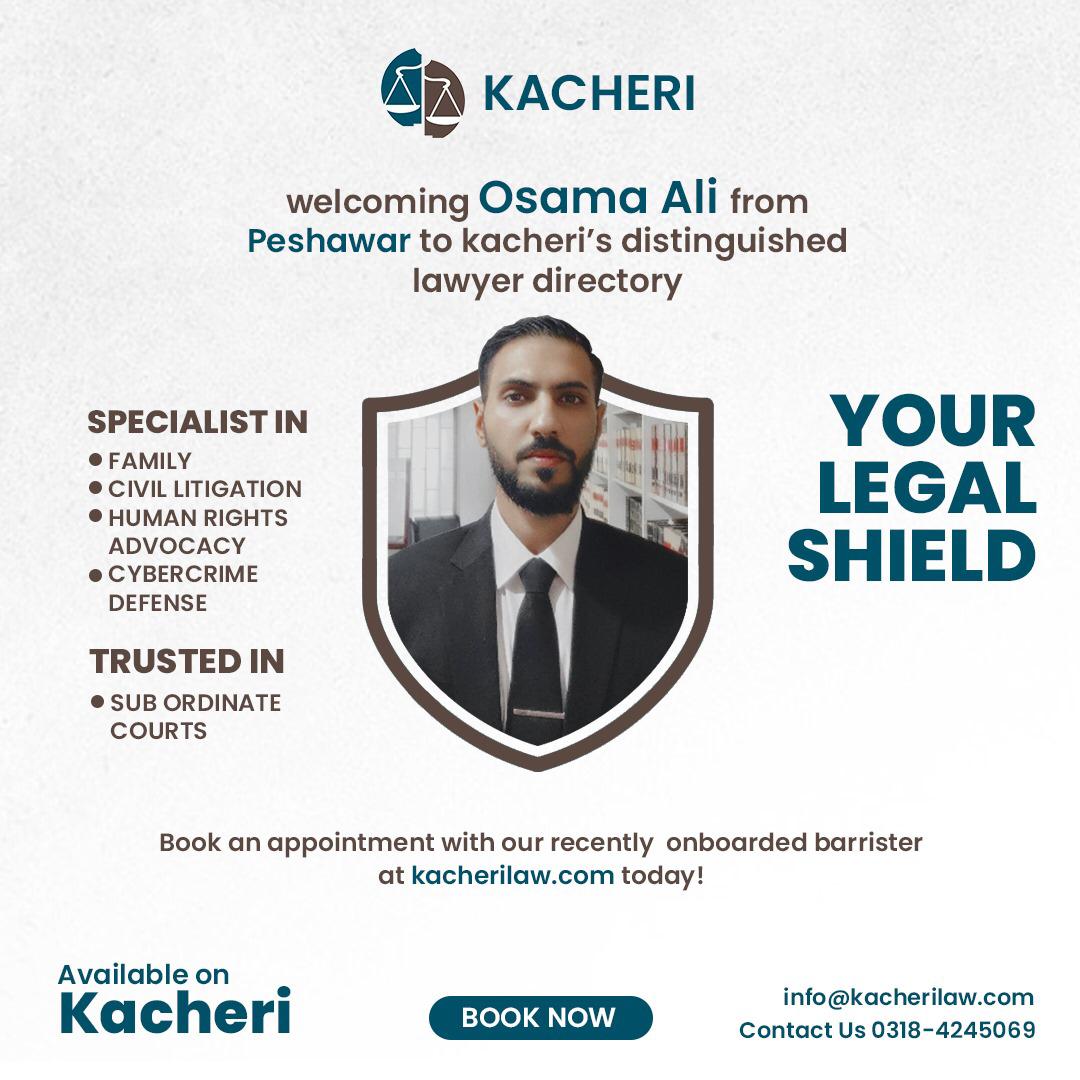 KACHERI
welcoming Osama Ali from
Peshawar to kacheri’s distinguished
lawyer directory
SPECIALIST IN
● FAMILY
● CIVIL LITIGATION
● HUMAN RIGHTS
ADVOCACY
● CYBERCRIME
DEFENSE
TRUSTED IN
● SUB ORDINATE
COURTS
YOUR
LEGAL
SHIELD
Book an appointment with our recently onboarded barrister
at kacherilaw.com today!
Available on
Kacheri
BOOK NOW
info@kacherilaw.com
Contact Us 0318-4245069